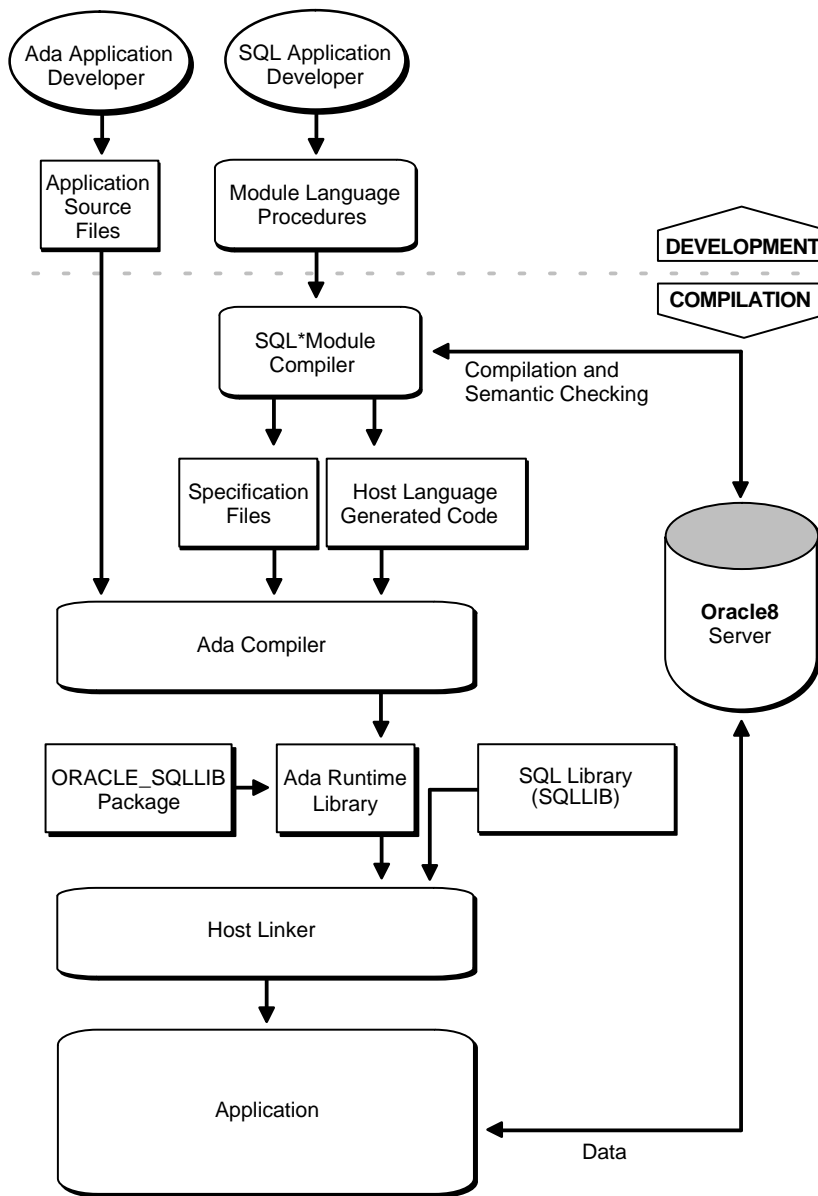 Ada Application
Developer
SQL Application
Developer
Application
Source
Files
Module Language
Procedures
DEVELOPMENT
COMPILATION
SQL*Module
Compiler
Compilation and
Semantic Checking
Specification
Files
Host Language
Generated Code
Oracle8
Server
Ada Compiler
ORACLE_SQLLIB
Package
Ada Runtime
Library
SQL Library
(SQLLIB)
Host Linker
Application
Data